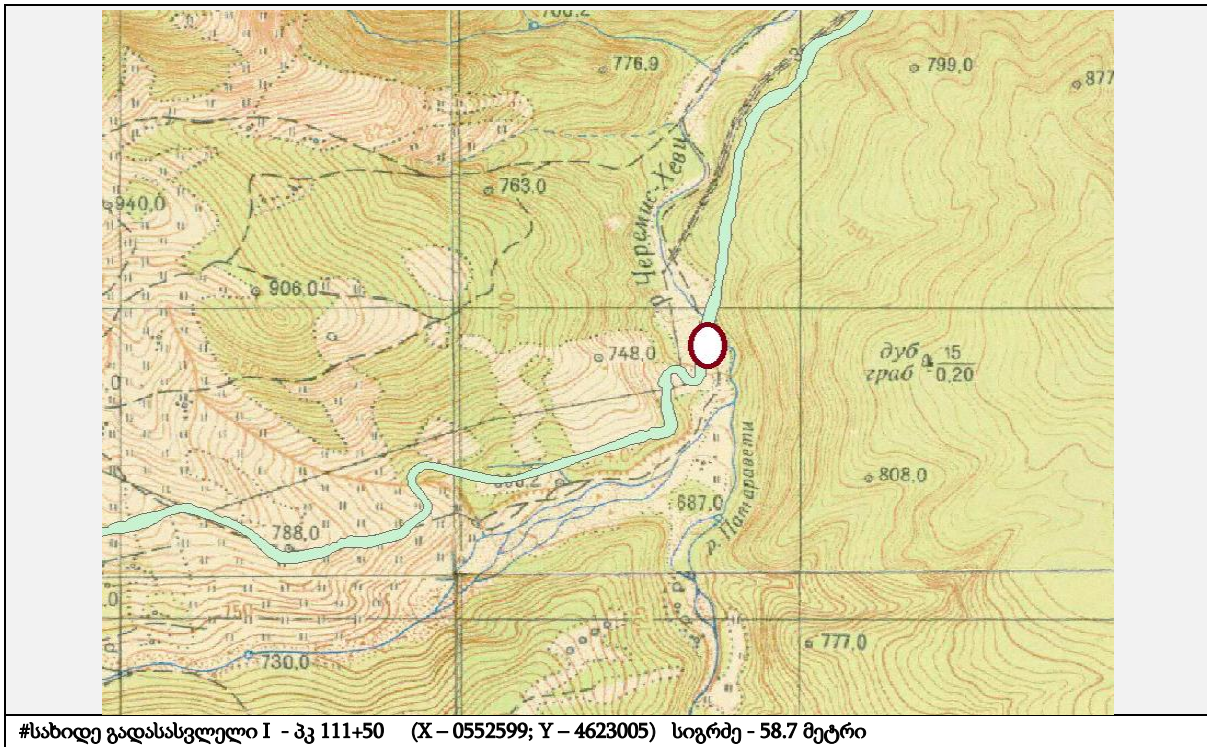 776.9
799,0
877
р. Черемис-Хеви
763.0
940,0
906.0
748,0
дуб 15
граб 0,20
808.0
687.0
788,0
р.
750
730,0
777,0
#სახიდე გადასასვლელი I - პკ 111+50 (X – 0552599; Y – 4623005) სიგრძე - 58.7 მეტრი